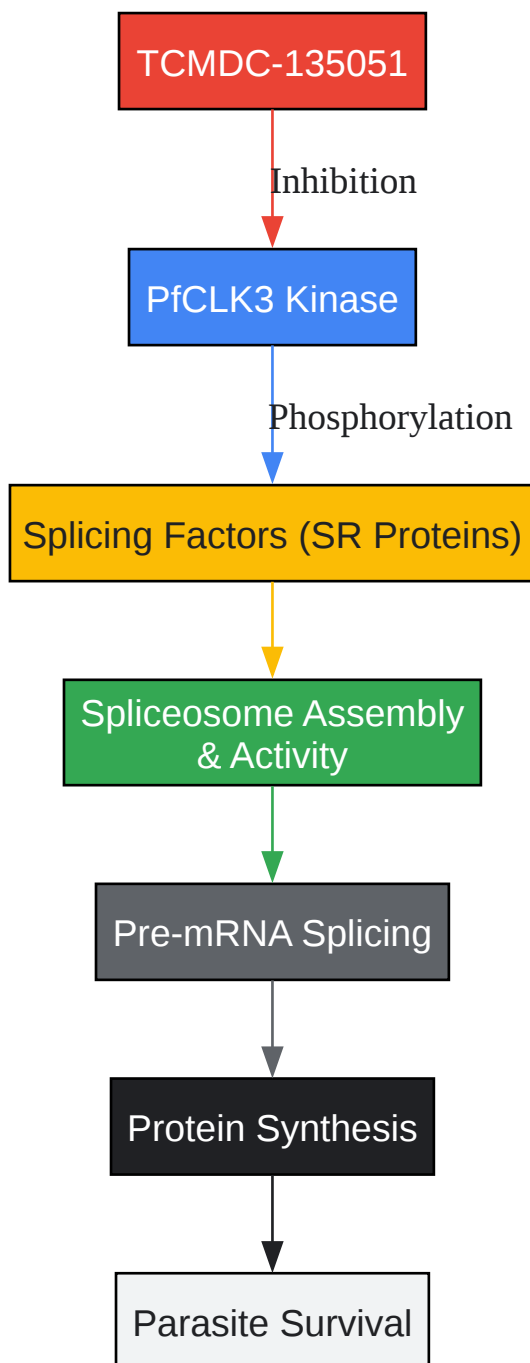 TCMDC-135051
Inhibition
PfCLK3 Kinase
Phosphorylation
Splicing Factors (SR Proteins)
Spliceosome Assembly
& Activity
Pre-mRNA Splicing
Protein Synthesis
Parasite Survival